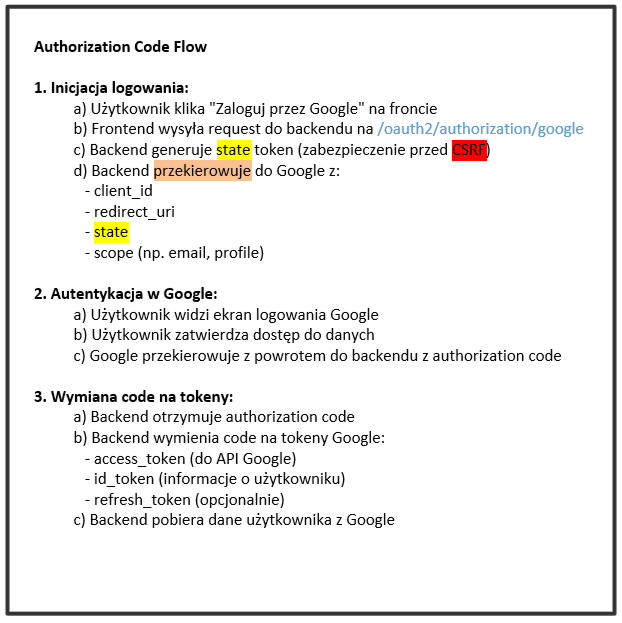 Authorization Code Flow
1. Inicjacja logowania:
a) Użytkownik klika "Zaloguj przez Google" na froncie
b) Frontend wysyła request do backendu na /oauth2/authorization/google
c) Backend generuje state token (zabezpieczenie przed CSRF)
d) Backend przekierowuje do Google z:
- client_id
- redirect_uri
- state
- scope (np. email, profile)
2. Autentykacja w Google:
a) Użytkownik widzi ekran logowania Google
b) Użytkownik zatwierdza dostęp do danych
c) Google przekierowuje z powrotem do backendu z authorization code
3. Wymiana code na tokeny:
a) Backend otrzymuje authorization code
b) Backend wymienia code na tokeny Google:
- access_token (do API Google)
- id_token (informacje o użytkowniku)
- refresh_token (opcjonalnie)
c) Backend pobiera dane użytkownika z Google